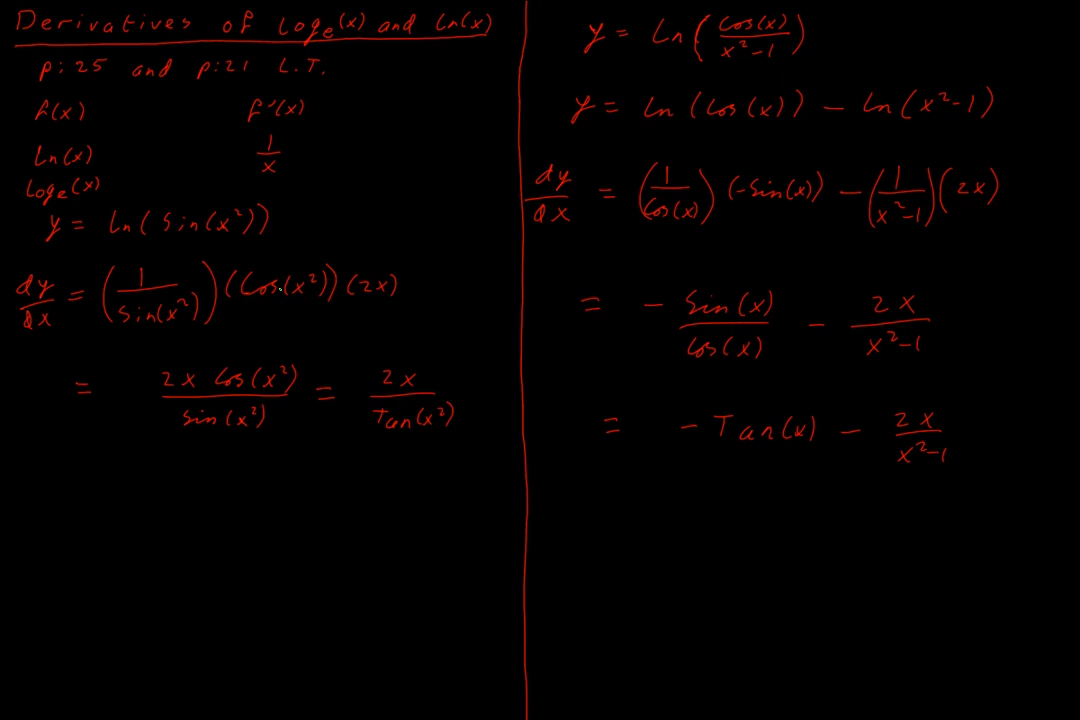 Derivatives of Loge(x) and Ln(x)
p:25 and p:21 L.T.
f(x) f'(x)
Ln(x) 1/x
Loge(x)
y = Ln(Sin(x²))
dy/dx = (1/Sin(x²))(Cos(x²))(2x)
= 2x Cos(x²)/Sin(x²) = 2x/Tan(x²)
y = Ln(Cos(x)/x²-1)
y = Ln(Cos(x)) - Ln(x²-1)
dy/dx = (1/Cos(x))(-Sin(x)) - (1/x²-1)(2x)
= - Sin(x)/Cos(x) - 2x/x²-1
= - Tan(x) - 2x/x²-1